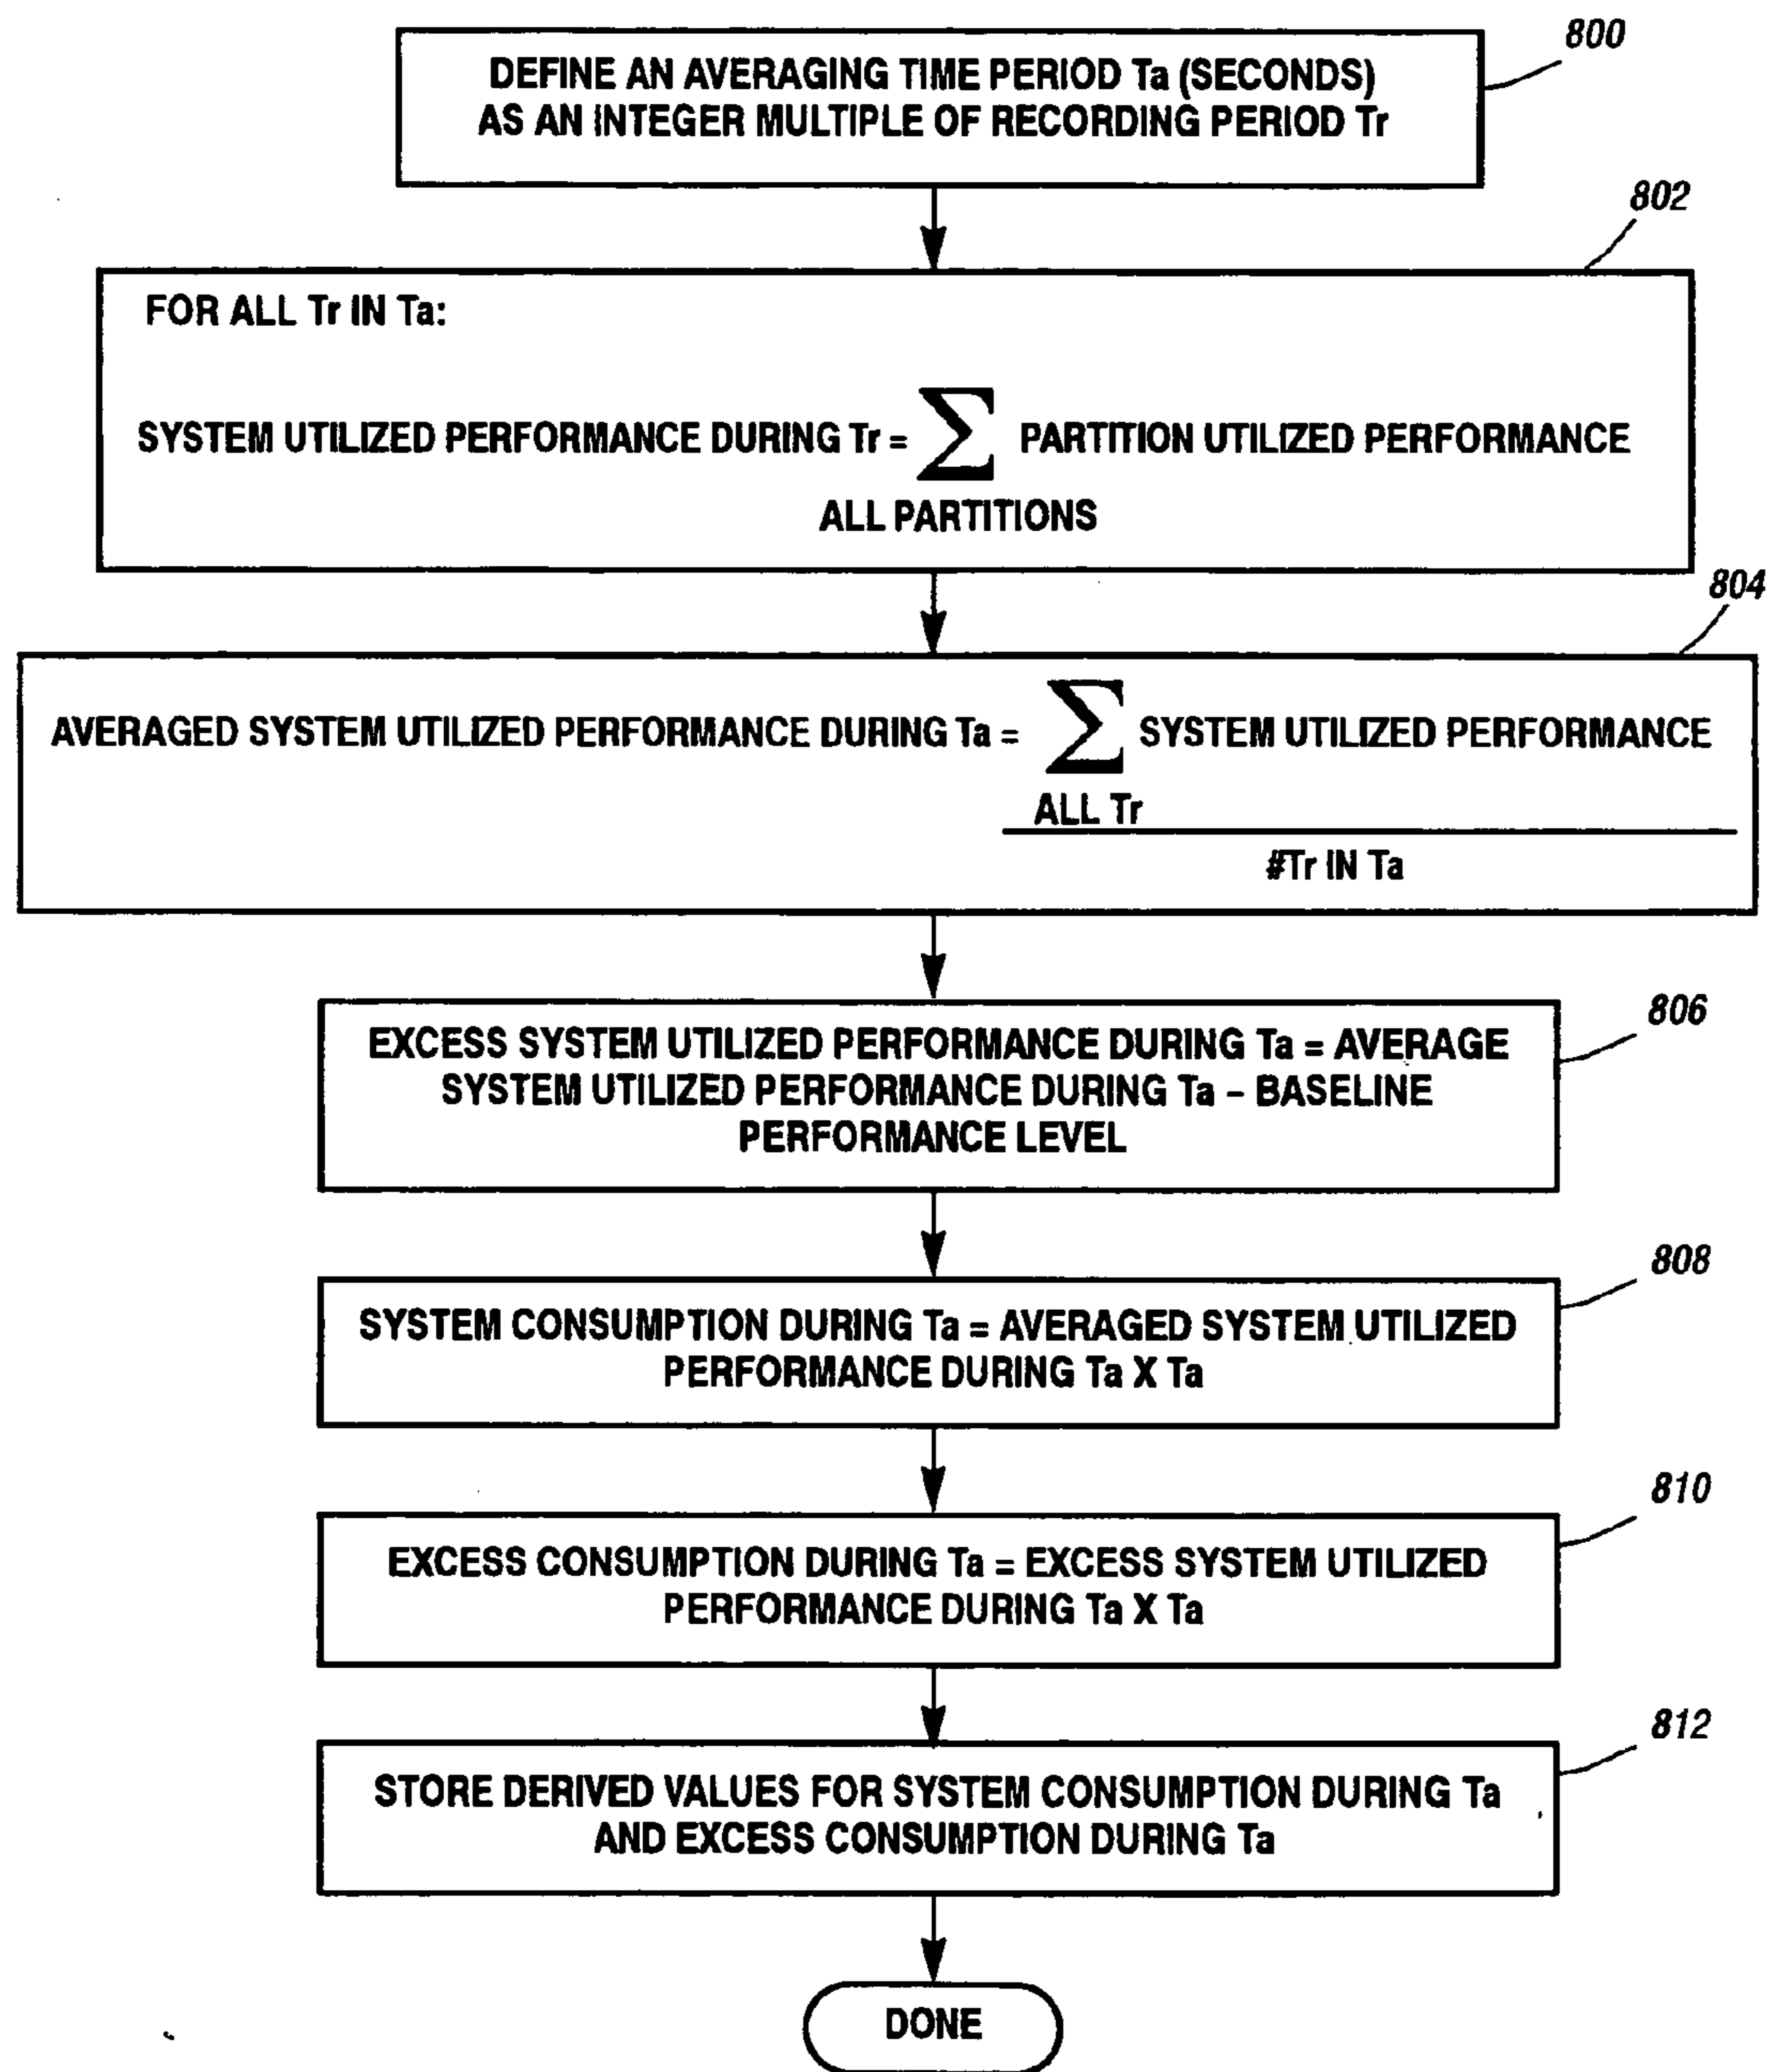 800
DEFINE AN AVERAGING TIME PERIOD Ta (SECONDS)
AS AN INTEGER MULTIPLE OF RECORDING PERIOD Tr
802
FOR ALL Tr IN Ta:
SYSTEM UTILIZED PERFORMANCE DURING Tr = Σ PARTITION UTILIZED PERFORMANCE
ALL PARTITIONS
804
AVERAGED SYSTEM UTILIZED PERFORMANCE DURING Ta = Σ SYSTEM UTILIZED PERFORMANCE
ALL Tr
#Tr IN Ta
806
EXCESS SYSTEM UTILIZED PERFORMANCE DURING Ta = AVERAGE
SYSTEM UTILIZED PERFORMANCE DURING Ta – BASELINE
PERFORMANCE LEVEL
808
SYSTEM CONSUMPTION DURING Ta = AVERAGED SYSTEM UTILIZED
PERFORMANCE DURING Ta X Ta
810
EXCESS CONSUMPTION DURING Ta = EXCESS SYSTEM UTILIZED
PERFORMANCE DURING Ta X Ta
812
STORE DERIVED VALUES FOR SYSTEM CONSUMPTION DURING Ta
AND EXCESS CONSUMPTION DURING Ta
DONE